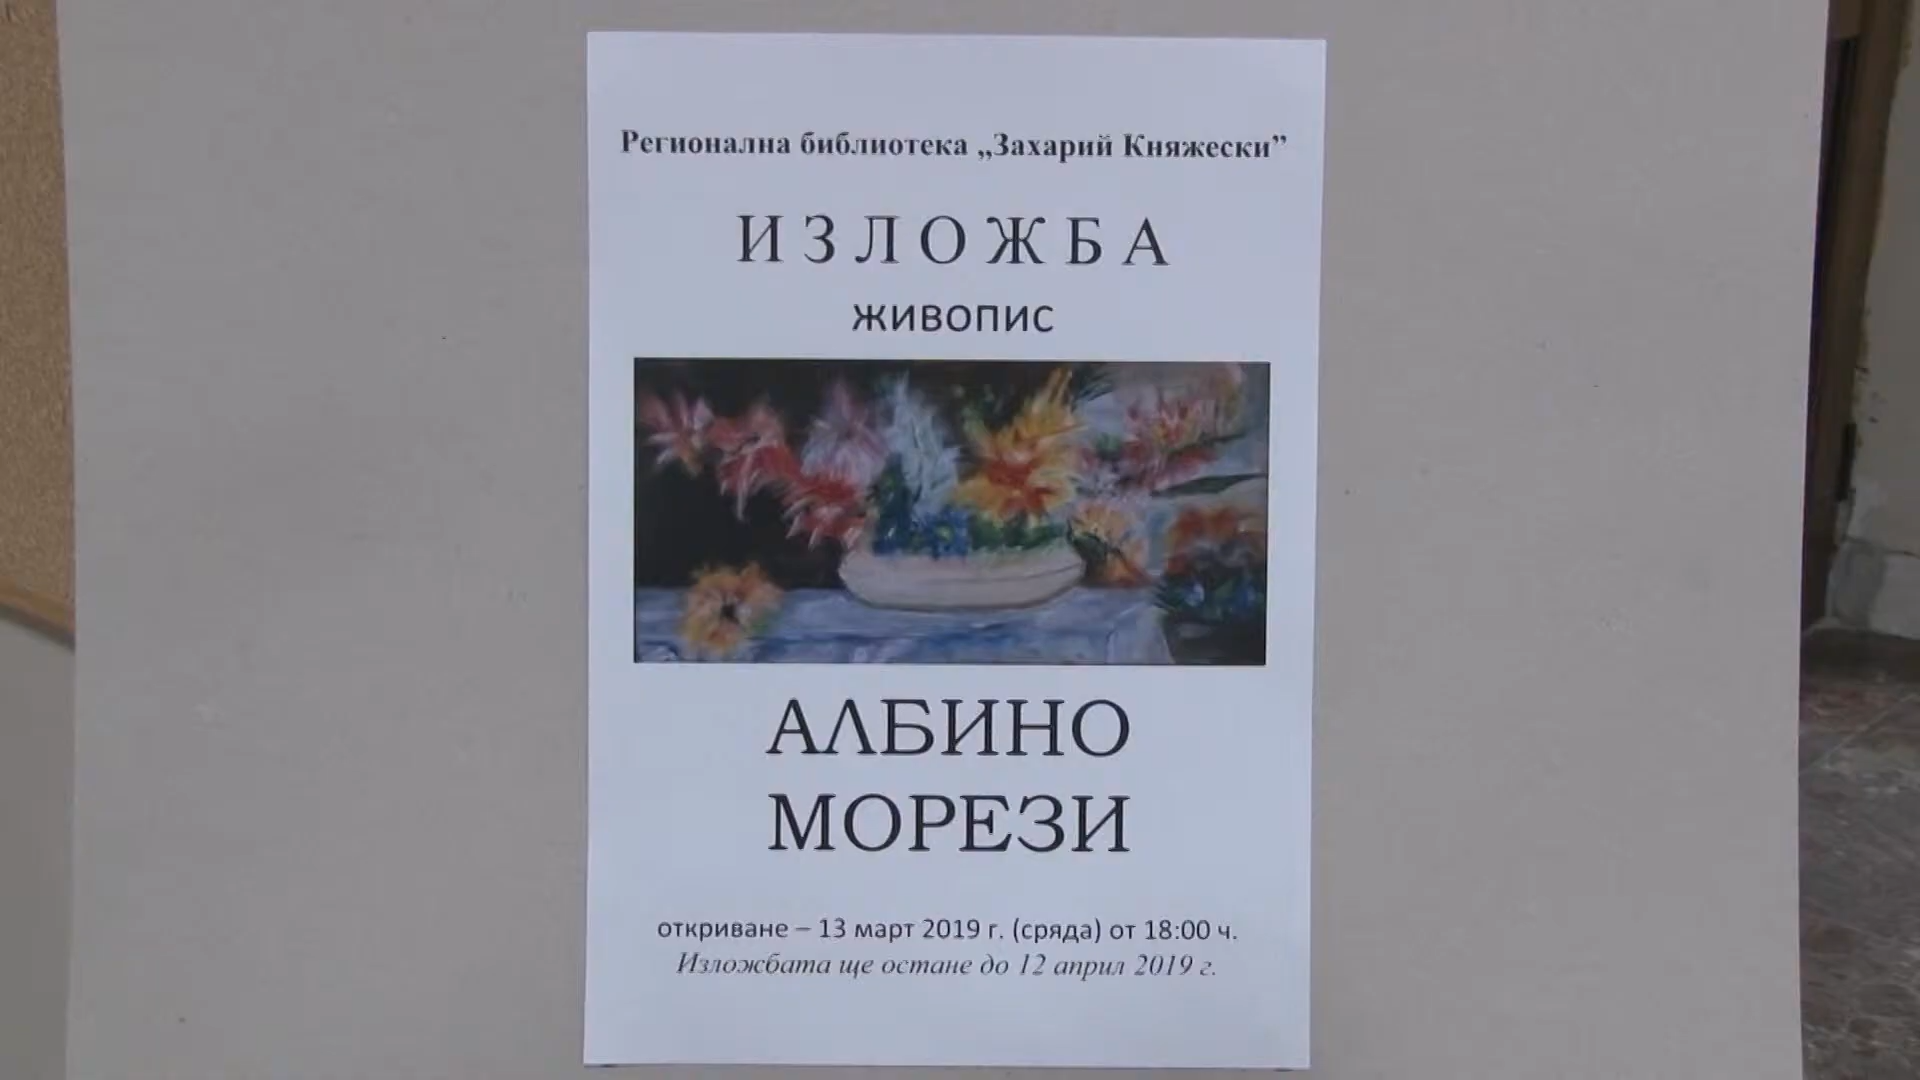 Регионална библиотека „Захарий Княжески”
ИЗЛОЖБА
живопис
АЛБИНО
МОРЕЗИ
откриване – 13 март 2019 г. (сряда) от 18:00 ч.
Изложбата ще остане до 12 април 2019 г.